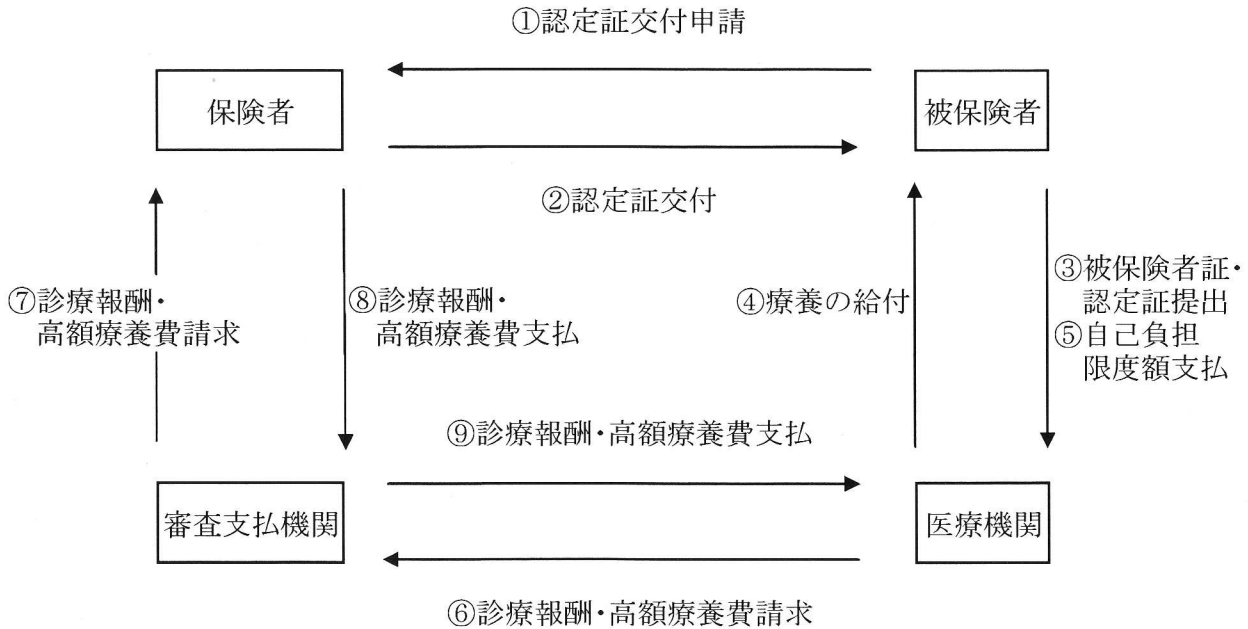 ①認定証交付申請
保険者
被保険者
②認定証交付
⑦診療報酬・
高額療養費請求
⑧診療報酬・
高額療養費支払
④療養の給付
③被保険者証・
認定証提出
⑤自己負担
限度額支払
⑨診療報酬・高額療養費支払
審査支払機関
医療機関
⑥診療報酬・高額療養費請求